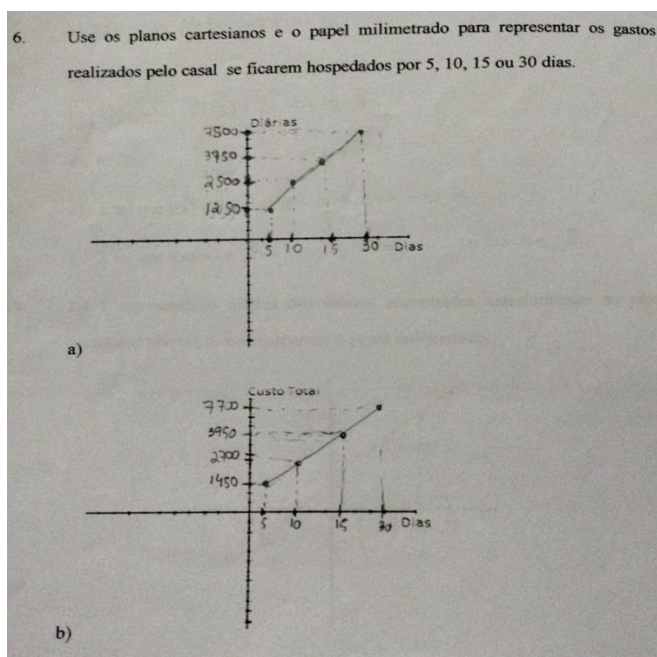 6. Use os planos cartesianos e o papel milimetrado para representar os gastos
realizados pelo casal se ficarem hospedados por 5, 10, 15 ou 30 dias.
Diárias
7500
3750
2500
1250
5 10 15 30 Dias
a)
Custo Total
7700
3950
2700
1450
5 10 15 30 Dias
b)